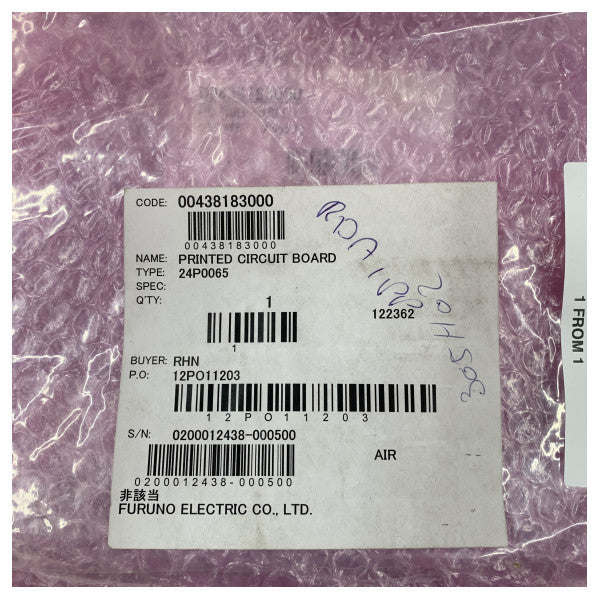 CODE: 00438183000
00438183000
NAME: PRINTED CIRCUIT BOARD
TYPE: 24P0065
SPEC:
Q'TY: 1
122362
1
BUYER: RHN
P.O: 12PO11203
12PO11203
S/N: 0200012438-000500
AIR
0200012438-000500
非該当
FURUNO ELECTRIC CO., LTD.
1 FROM 1